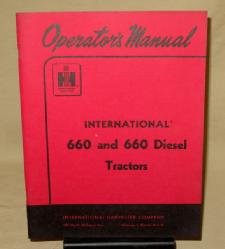 Operator's Manual
IH
INTERNATIONAL
660 and 660 Diesel
Tractors
INTERNATIONAL HARVESTER COMPANY